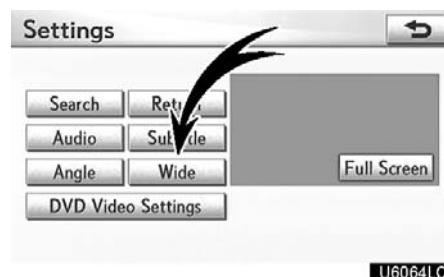 Settings
Search
Audio
Angle Wide
DVD Video Settings
Full Screen
U6064LC